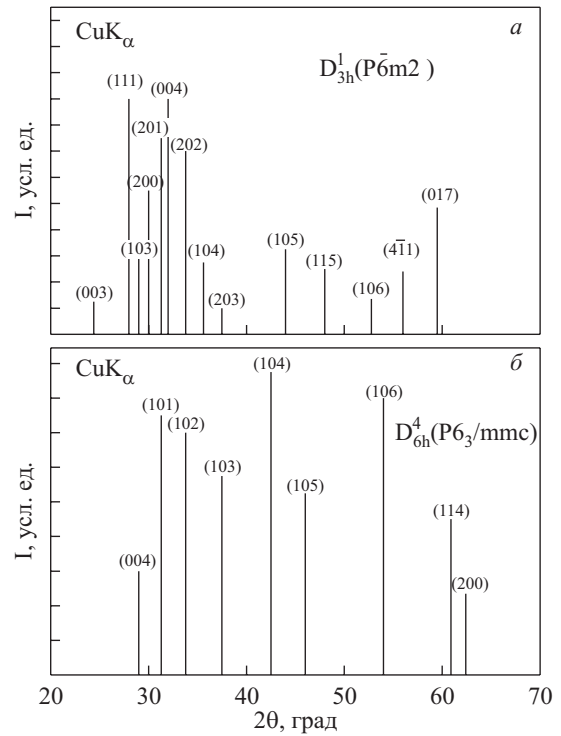 CuKα
а
D¹₃ₕ(P6̄m2)
I, усл. ед.
(111)
(004)
(201)
(202)
(200)
(103)
(003)
(104)
(203)
(105)
(115)
(106)
(41̄1)
(017)
CuKα
б
D⁴₆ₕ(P6₃/mmc)
I, усл. ед.
(004)
(101)
(102)
(103)
(104)
(105)
(106)
(114)
(200)
20 30 40 50 60 70
2θ, град